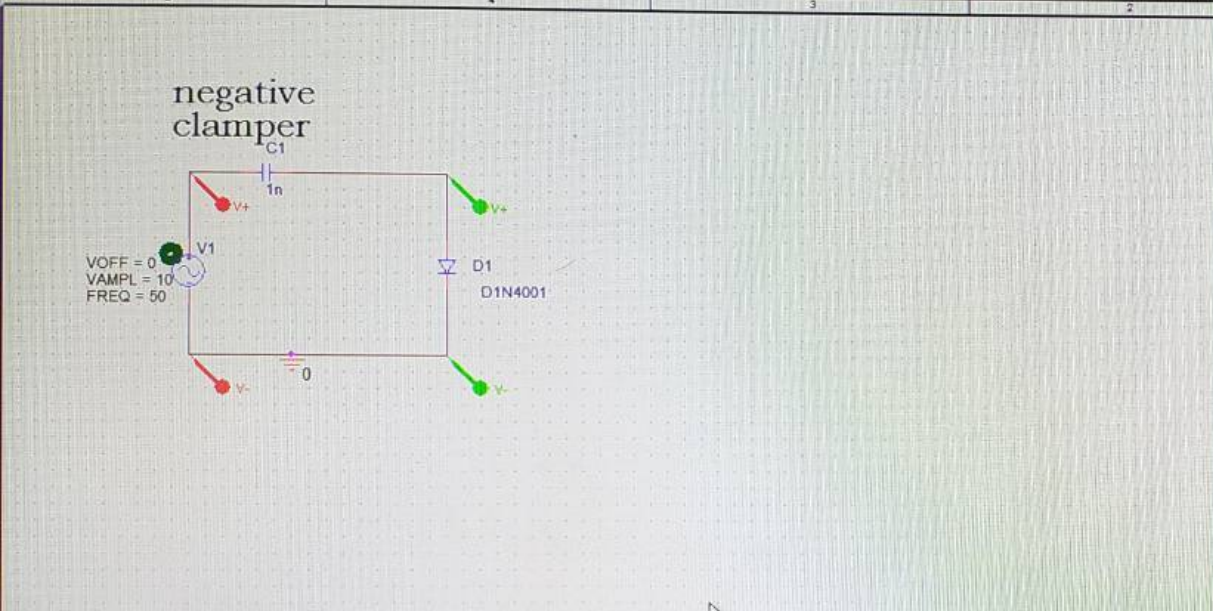 3
2
negative
clamper
C1
1n
V+
V+
V1
VOFF = 0
VAMPL = 10
FREQ = 50
D1
D1N4001
0
V-
V-